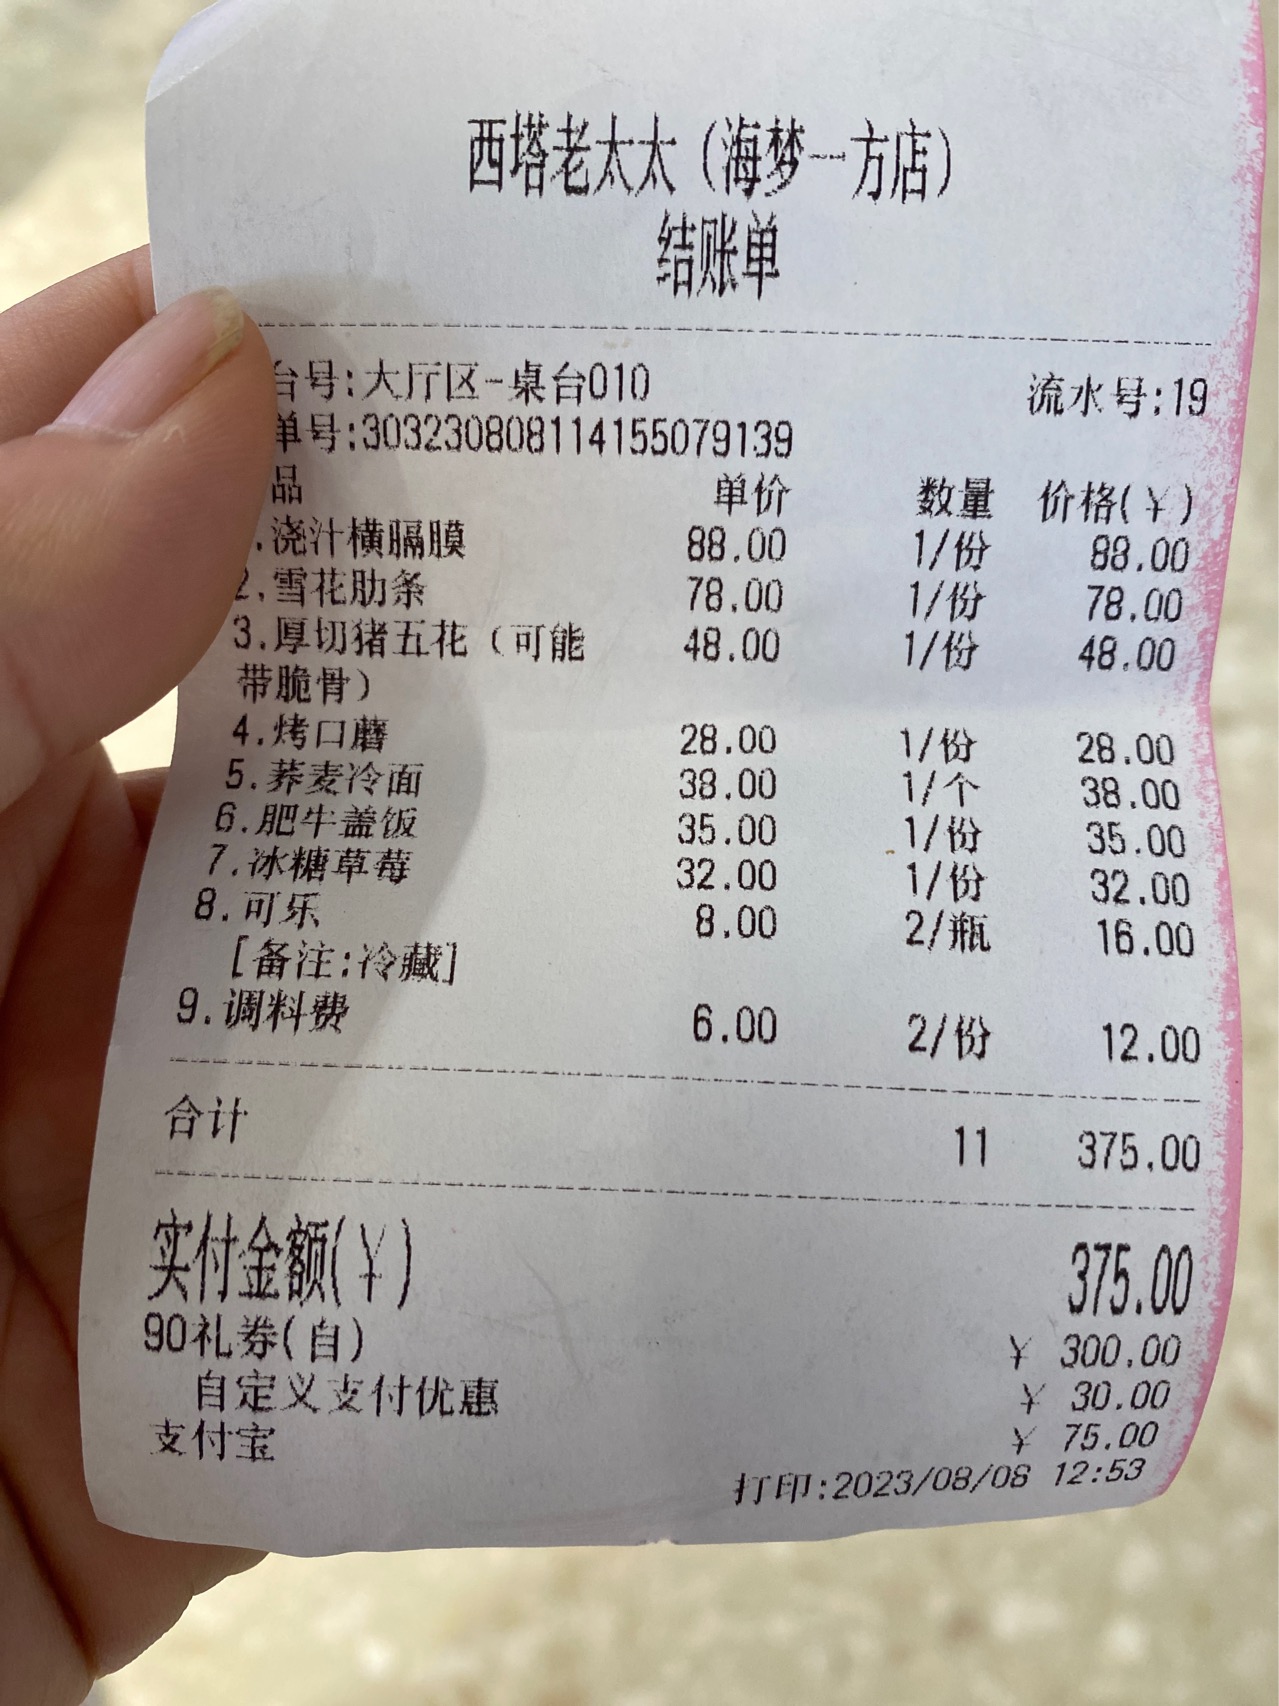 西塔老太太（海梦一方店）
结账单
台号:大厅区-桌台010 流水号:19
单号:303230808114155079139
品 单价 数量 价格(¥)
.浇汁横膈膜 88.00 1/份 88.00
2.雪花肋条 78.00 1/份 78.00
3.厚切猪五花（可能 48.00 1/份 48.00
带脆骨）
4.烤口蘑 28.00 1/份 28.00
5.荞麦冷面 38.00 1/个 38.00
6.肥牛盖饭 35.00 1/份 35.00
7.冰糖草莓 32.00 1/份 32.00
8.可乐 8.00 2/瓶 16.00
[备注:冷藏]
9.调料费 6.00 2/份 12.00
合计 11 375.00
实付金额(¥) 375.00
90礼券(自) ¥ 300.00
自定义支付优惠 ¥ 30.00
支付宝 ¥ 75.00
打印:2023/08/08 12:53